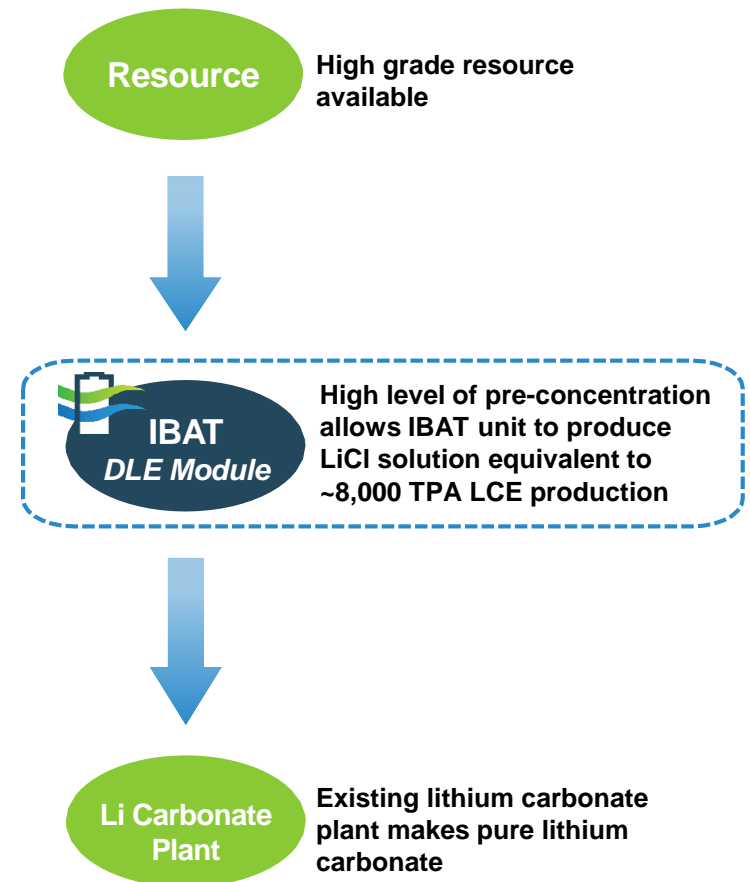 Resource
High grade resource
available
IBAT
DLE Module
High level of pre-concentration
allows IBAT unit to produce
LiCl solution equivalent to
~8,000 TPA LCE production
Li Carbonate
Plant
Existing lithium carbonate
plant makes pure lithium
carbonate